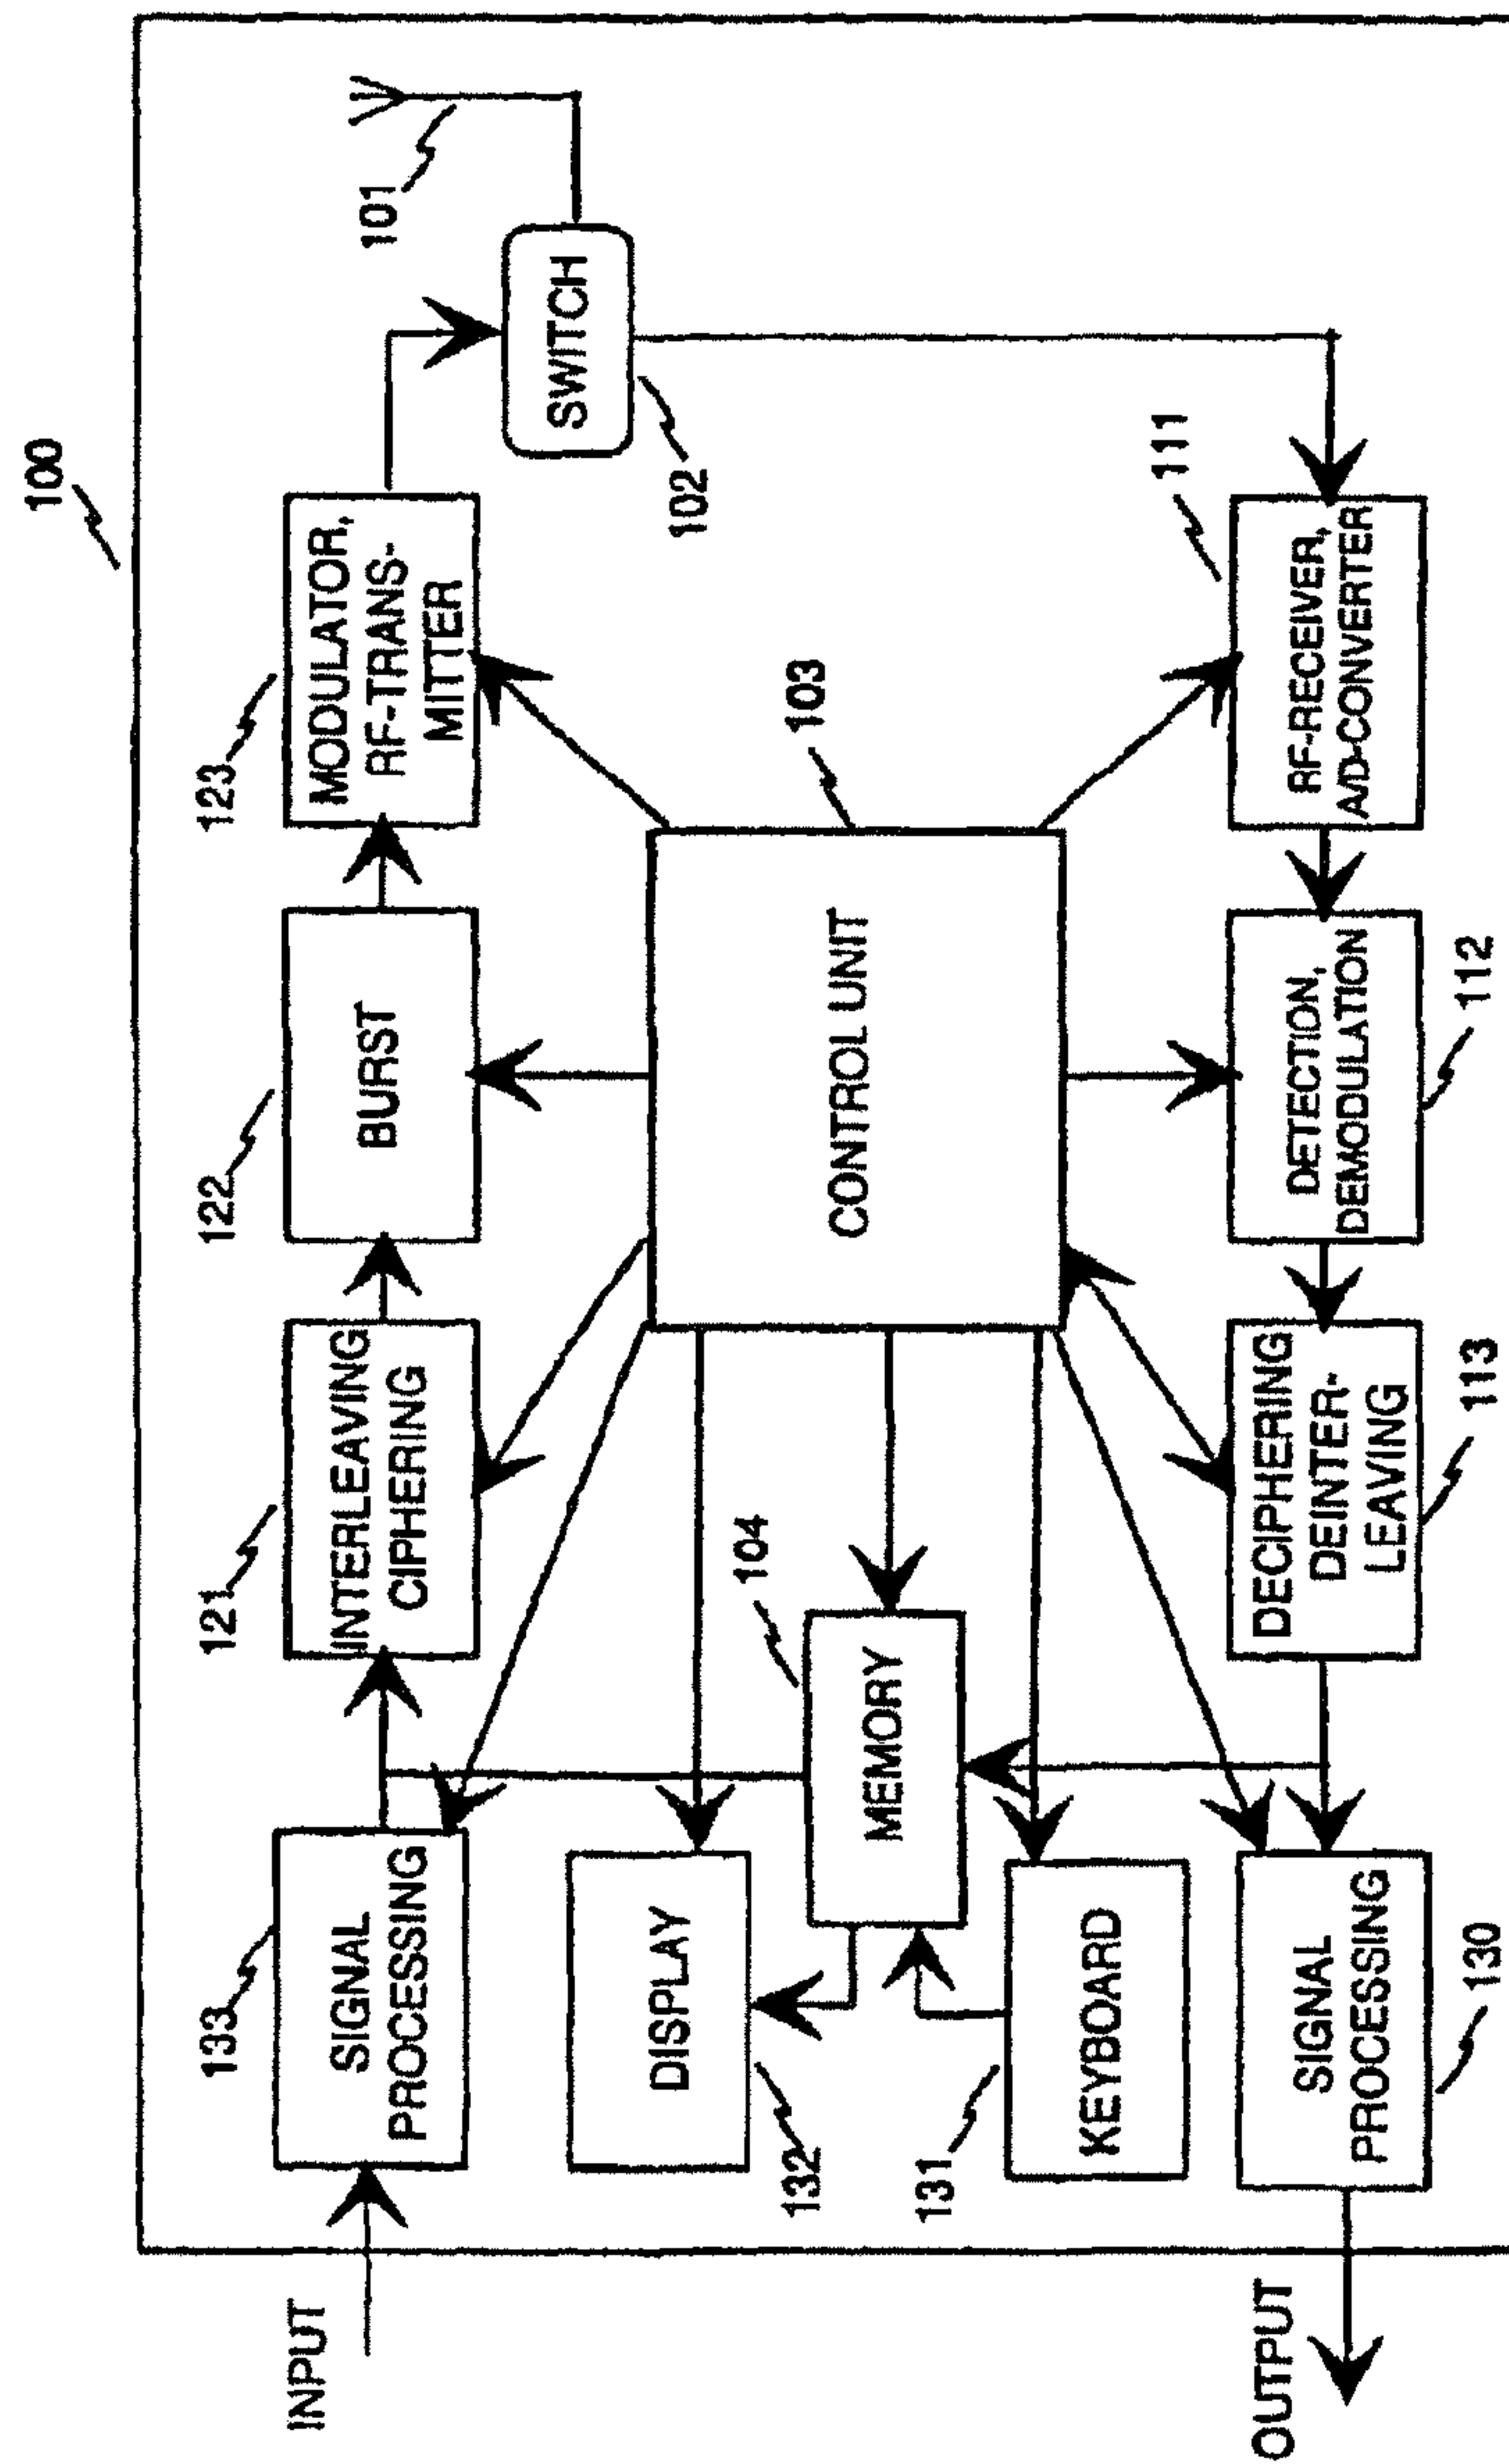 100
INPUT
133
SIGNAL
PROCESSING
121
INTERLEAVING
CIPHERING
122
BURST
123
MODULATOR,
RF-TRANS-
MITTER
101
SWITCH
102
DISPLAY
132
104
MEMORY
CONTROL UNIT
103
131
KEYBOARD
OUTPUT
SIGNAL
PROCESSING
130
DECIPHERING
DEINTER-
LEAVING
113
DETECTION,
DEMODULATION
112
RF-RECEIVER,
A/D-CONVERTER
111